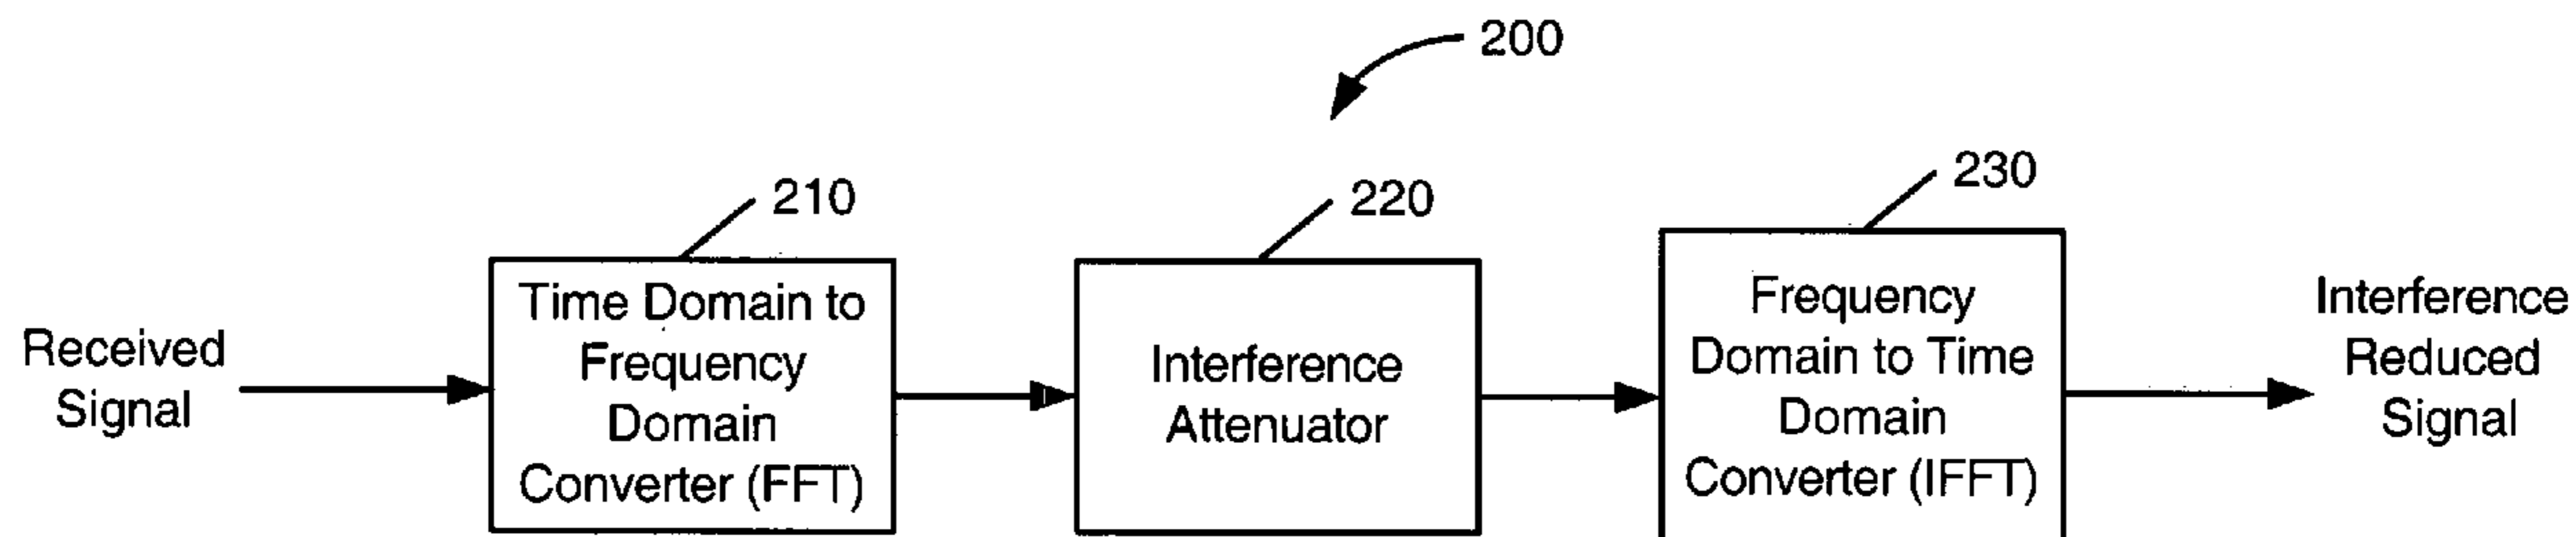 200
210
220
230
Received
Signal
Time Domain to
Frequency
Domain
Converter (FFT)
Interference
Attenuator
Frequency
Domain to Time
Domain
Converter (IFFT)
Interference
Reduced
Signal